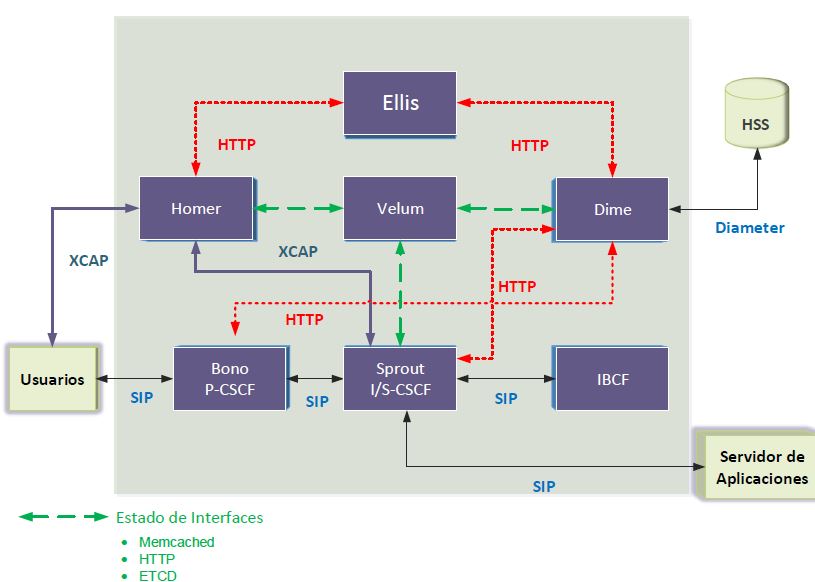 Ellis
HSS
HTTP
HTTP
Homer
Velum
Dime
Diameter
XCAP
XCAP
HTTP
HTTP
Usuarios
Bono
P-CSCF
Sprout
I/S-CSCF
IBCF
SIP
SIP
SIP
Servidor de
Aplicaciones
SIP
Estado de Interfaces
• Memcached
• HTTP
• ETCD